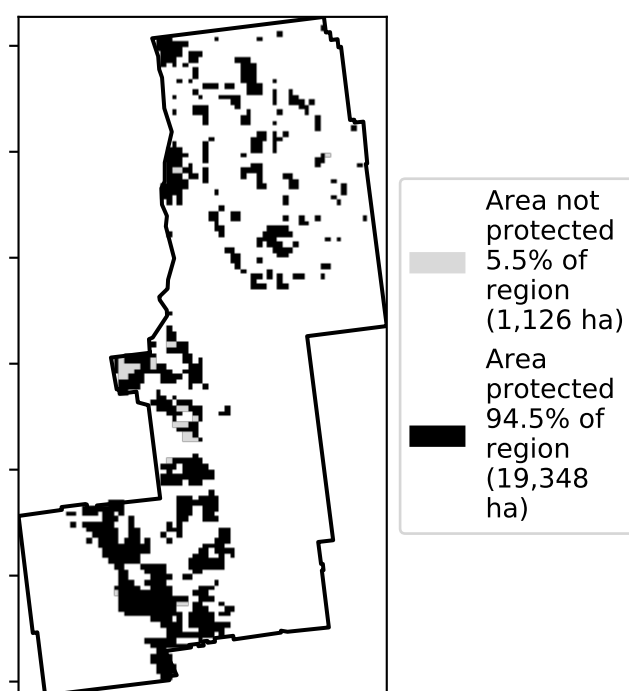 Area not
protected
5.5% of
region
(1,126 ha)
Area
protected
94.5% of
region
(19,348
ha)